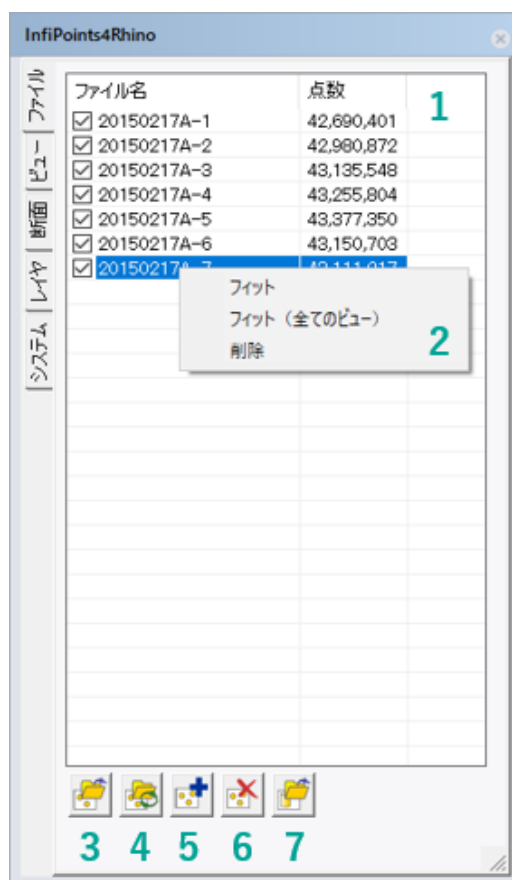 InfiPoints4Rhino
ファイル
ビュー
断面
レイヤ
システム
ファイル名 点数
1
20150217A-1 42,690,401
20150217A-2 42,980,872
20150217A-3 43,135,548
20150217A-4 43,255,804
20150217A-5 43,377,350
20150217A-6 43,150,703
フィット
フィット（全てのビュー）
削除
2
3 4 5 6 7